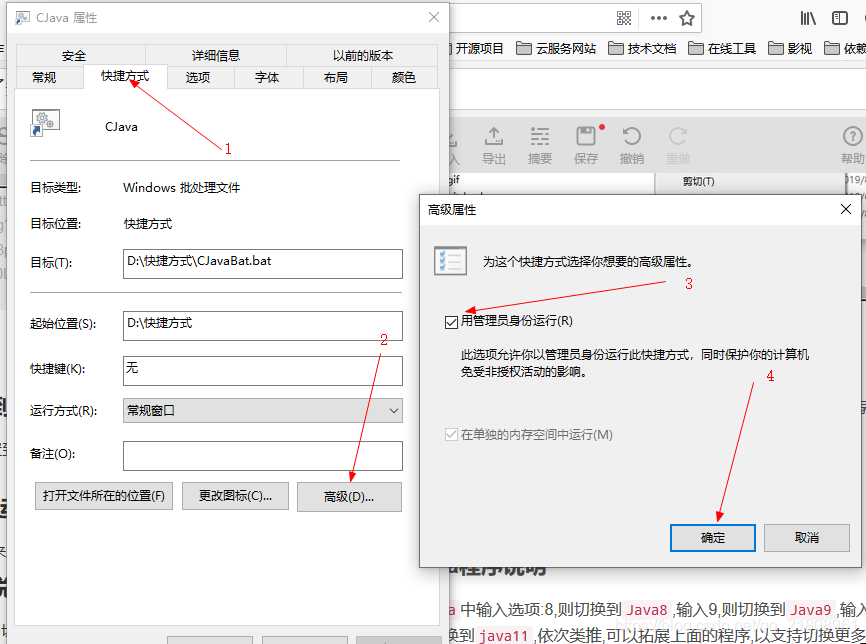 CJava 属性
安全 详细信息 以前的版本
常规 快捷方式 选项 字体 布局 颜色
CJava
1
目标类型: Windows 批处理文件
目标位置: 快捷方式
目标(T): D:\快捷方式\CJavaBat.bat
起始位置(S): D:\快捷方式
2
快捷键(K): 无
运行方式(R): 常规窗口
备注(O):
打开文件所在的位置(F) 更改图标(C)... 高级(D)...
开源项目 云服务网站 技术文档 在线工具 影视 依赖
导出 摘要 保存 撤销 重做 帮助
gif 剪切(T)
高级属性
为这个快捷方式选择你想要的高级属性。
3
用管理员身份运行(R)
此选项允许你以管理员身份运行此快捷方式，同时保护你的计算机
免受非授权活动的影响。
4
在单独的内存空间中运行(M)
确定 取消
程序说明
a 中输入选项:8,则切换到 Java8 ,输入9,则切换到 Java9 ,输入
换到 java11 ,依次类推,可以拓展上面的程序,以支持切换更多